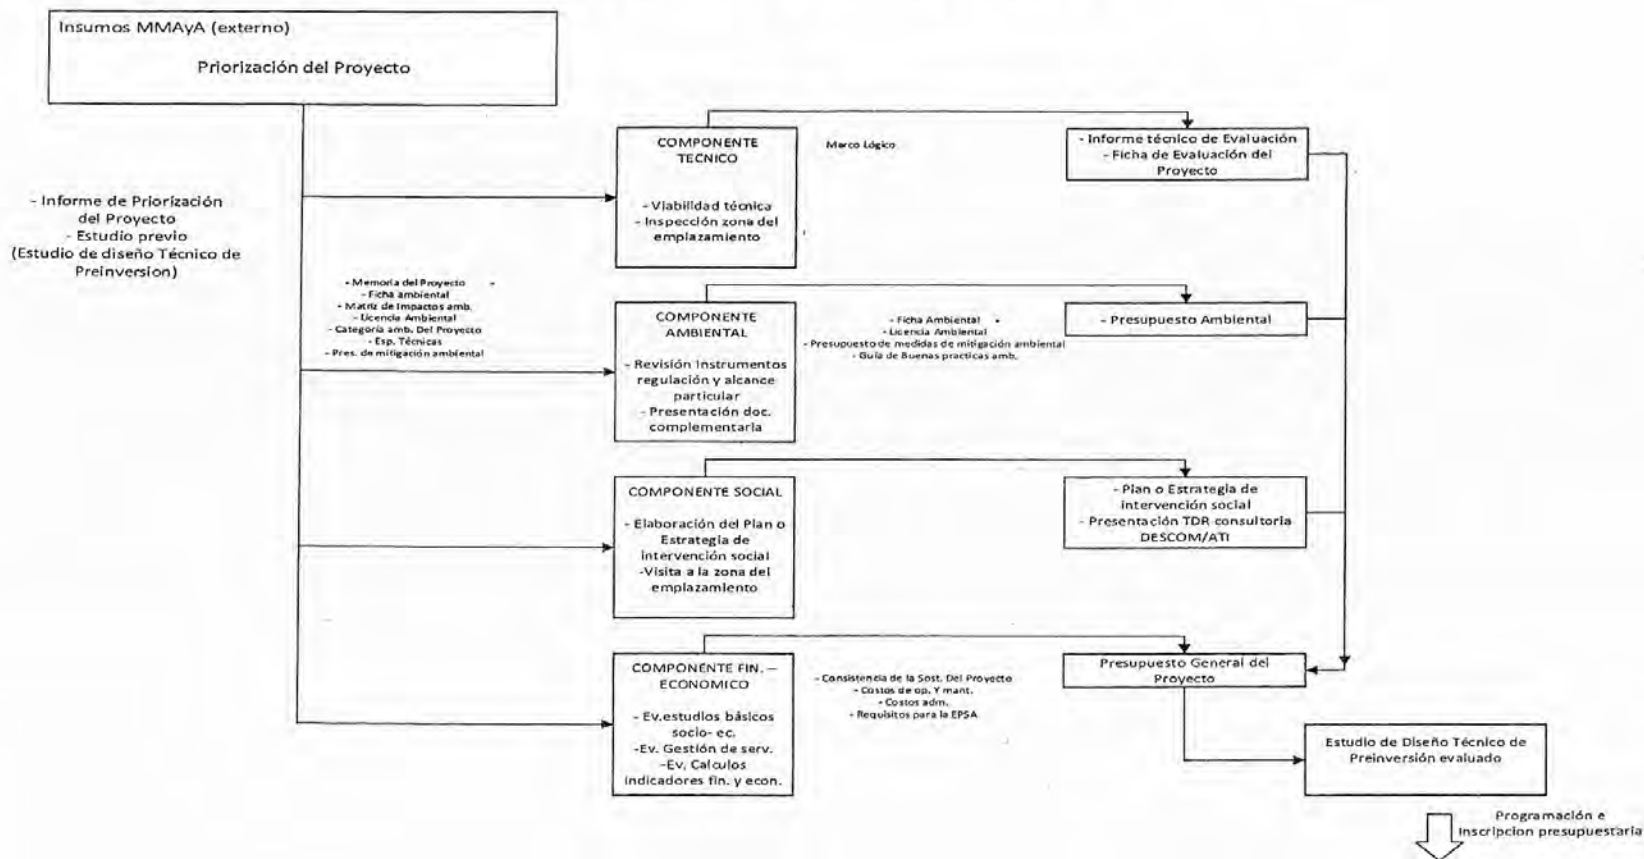 Insumos MMAyA (externo)
Priorización del Proyecto
- Informe de Priorización
del Proyecto
- Estudio previo
(Estudio de diseño Técnico de
Preinversion)
- Memoria del Proyecto -
- Ficha ambiental
- Matriz de Impactos amb.
- Licencia Ambiental
- Categoría amb. Del Proyecto
- Esp. Técnicas
- Pres. de mitigación ambiental
COMPONENTE
TECNICO
- Viabilidad técnica
- Inspección zona del
emplazamiento
Marco Lógico
- Informe técnico de Evaluación
- Ficha de Evaluación del
Proyecto
COMPONENTE
AMBIENTAL
- Revisión Instrumentos
regulación y alcance
particular
- Presentación doc.
complementaria
- Ficha Ambiental -
- Licencia Ambiental
- Presupuesto de medidas de mitigación ambiental
- Guía de Buenas practicas amb.
- Presupuesto Ambiental
COMPONENTE SOCIAL
- Elaboración del Plan o
Estrategia de
intervención social
-Visita a la zona del
emplazamiento
- Plan o Estrategia de
intervención social
- Presentación TDR consultoria
DESCOM/ATI
COMPONENTE FIN. –
ECONOMICO
- Ev.estudios básicos
socio- ec.
-Ev. Gestión de serv.
-Ev, Calculos
indicadores fin. y econ.
- Consistencia de la Sost. Del Proyecto
- Costos de op. Y mant.
- Costos adm.
- Requisitos para la EPSA
Presupuesto General del
Proyecto
Estudio de Diseño Técnico de
Preinversión evaluado
Programación e
inscripcion presupuestaria